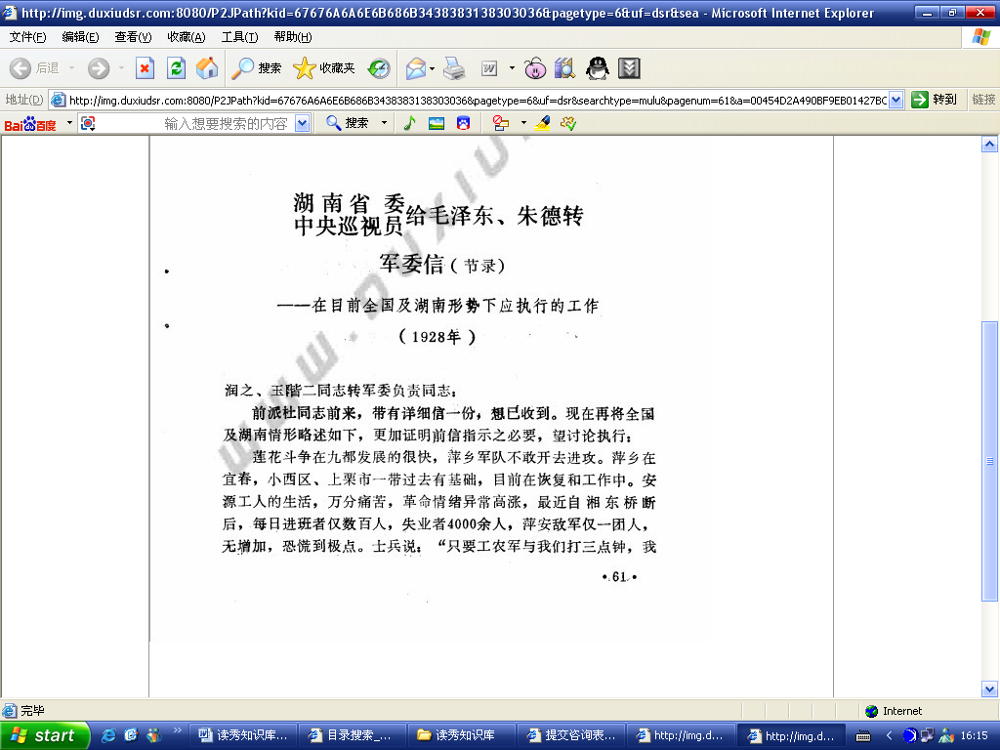 http://img.duxiudsr.com:8080/P2JPath?kid=67676A6A6E6B686B3438383138303036&pagetype=6&uf=dsr&sea - Microsoft Internet Explorer
文件(F) 编辑(E) 查看(V) 收藏(A) 工具(T) 帮助(H)
后退 搜索 收藏夹
地址(D) http://img.duxiudsr.com:8080/P2JPath?kid=67676A6A6E6B686B3438383138303036&pagetype=6&uf=dsr&searchtype=mulu&pagenum=61&a=00454D2A490BF9EB01427BC 转到 链接
Bai百度 输入想要搜索的内容 搜索
WWW.DUXIU
湖南省委
中央巡视员给毛泽东、朱德转
军委信(节录)
——在目前全国及湖南形势下应执行的工作
(1928年)
润之、玉阶二同志转军委负责同志:
前派杜同志前来,带有详细信一份,想已收到。现在再将全国
及湖南情形略述如下,更加证明前信指示之必要,望讨论执行:
莲花斗争在九都发展的很快,萍乡军队不敢开去进攻。萍乡在
宜春,小西区、上栗市一带过去有基础,目前在恢复和工作中。安
源工人的生活,万分痛苦,革命情绪异常高涨,最近自湘东桥断
后,每日进班者仅数百人,失业者4000余人,萍安敌军仅一团人,
无增加,恐慌到极点。士兵说:“只要工农军与我们打三点钟,我
•61•
完毕 Internet
start 读秀知识库... 目录搜索_... 读秀知识库 提交咨询表... http://img.d... http://img.d... 16:15